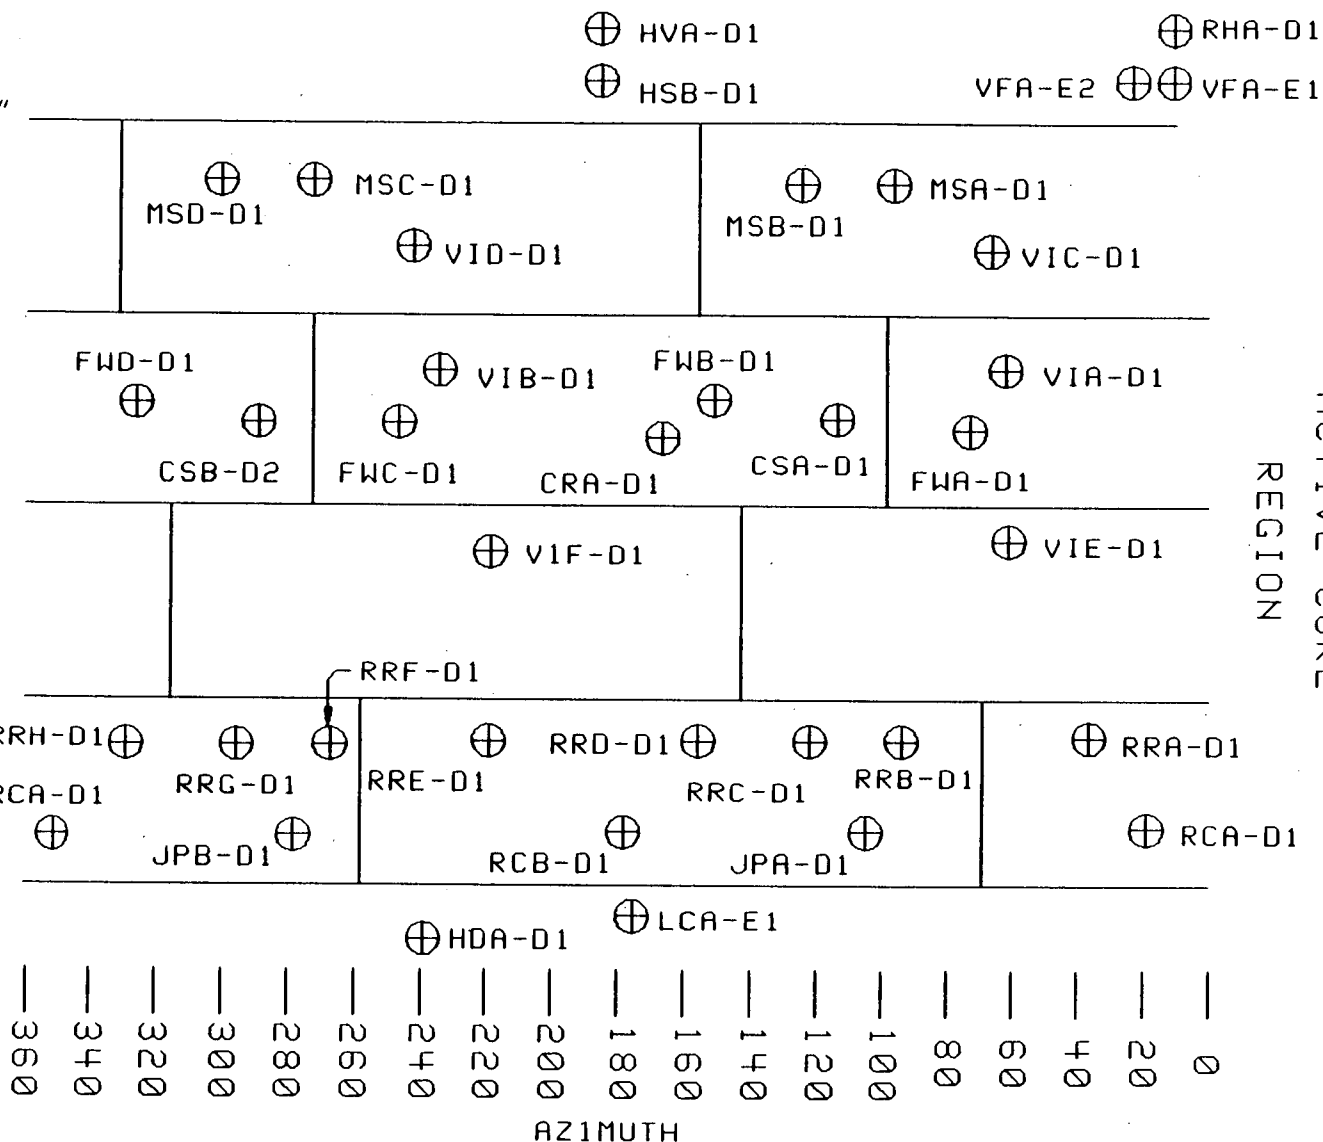 HVA-D1 RHA-D1
HSB-D1 VFA-E2 VFA-E1
"
MSC-D1 MSA-D1
MSD-D1 MSB-D1
VID-D1 VIC-D1
FWD-D1 FWB-D1
VIB-D1 VIA-D1
CSB-D2 FWC-D1 CRA-D1 CSA-D1 FWA-D1
REGION
V1F-D1 VIE-D1
RRF-D1
RRH-D1 RRD-D1 RRA-D1
RRG-D1 RRE-D1 RRC-D1 RRB-D1
RCA-D1
JPB-D1 RCB-D1 JPA-D1 RCA-D1
LCA-E1
HDA-D1
360 340 320 300 280 260 240 220 200 180 160 140 120 100 80 60 40 20 0
AZ1MUTH